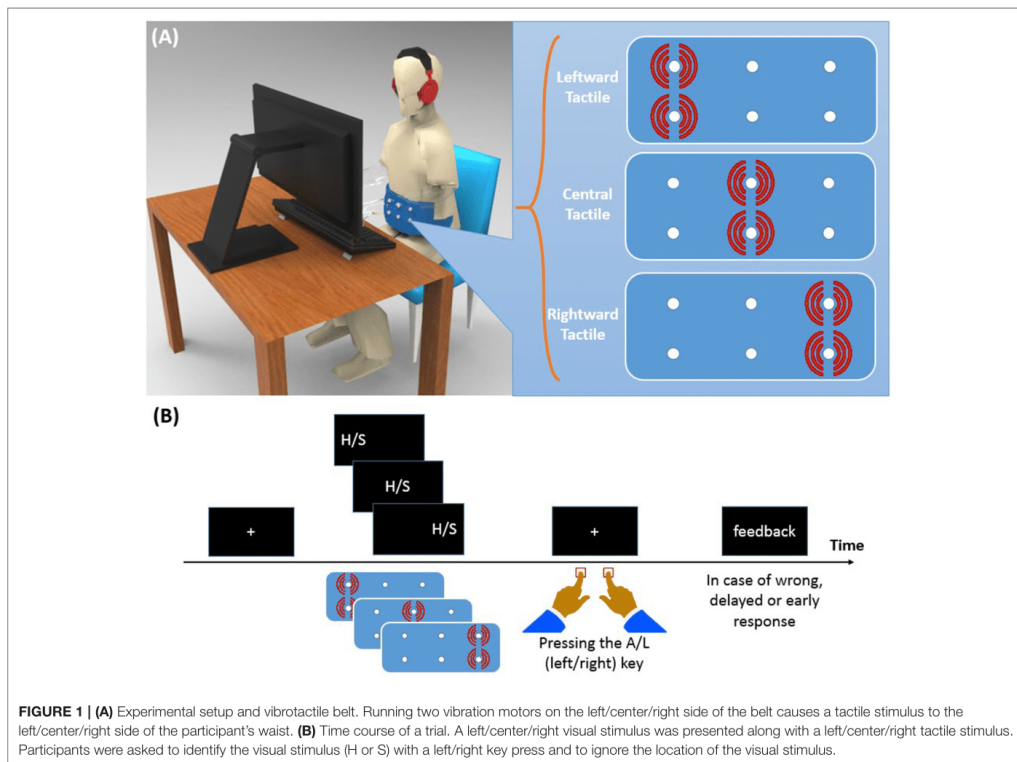 (A)
Leftward
Tactile
Central
Tactile
Rightward
Tactile
(B)
H/S
H/S
H/S
+
+
feedback
Time
Pressing the A/L
(left/right) key
In case of wrong,
delayed or early
response
FIGURE 1 | (A) Experimental setup and vibrotactile belt. Running two vibration motors on the left/center/right side of the belt causes a tactile stimulus to the
left/center/right side of the participant's waist. (B) Time course of a trial. A left/center/right visual stimulus was presented along with a left/center/right tactile stimulus.
Participants were asked to identify the visual stimulus (H or S) with a left/right key press and to ignore the location of the visual stimulus.